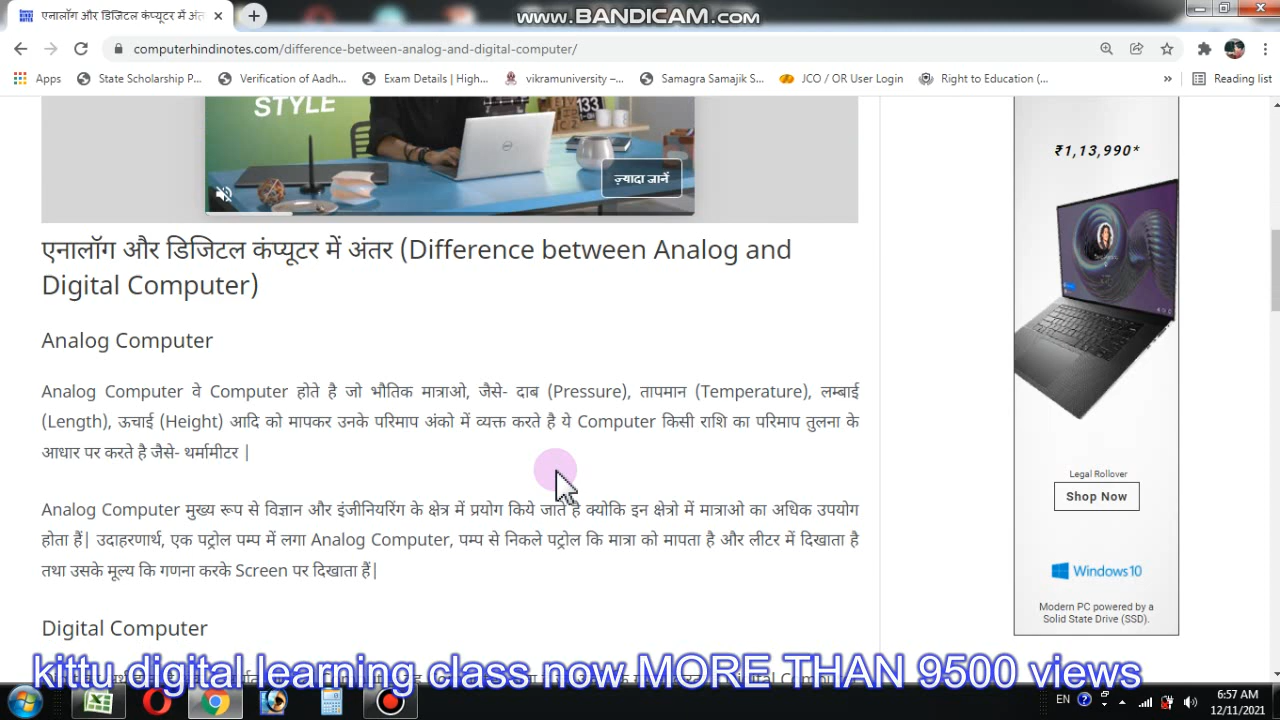 एनालॉग और डिजिटल कंप्यूटर में अंत
WWW.BANDICAM.COM
computerhindinotes.com/difference-between-analog-and-digital-computer/
Apps State Scholarship P... Verification of Aadh... Exam Details | High... vikramuniversity –... Samagra Samajik S... JCO / OR User Login Right to Education (... » Reading list
STYLE
133
ज़्यादा जानें
₹1,13,990*
एनालॉग और डिजिटल कंप्यूटर में अंतर (Difference between Analog and
Digital Computer)
Analog Computer
Analog Computer वे Computer होते है जो भौतिक मात्राओ, जैसे- दाब (Pressure), तापमान (Temperature), लम्बाई
(Length), ऊचाई (Height) आदि को मापकर उनके परिमाप अंको में व्यक्त करते है ये Computer किसी राशि का परिमाप तुलना के
आधार पर करते है जैसे- थर्मामीटर |
Analog Computer मुख्य रूप से विज्ञान और इंजीनियरिंग के क्षेत्र में प्रयोग किये जाते है क्योकि इन क्षेत्रो में मात्राओ का अधिक उपयोग
होता हैं| उदाहरणार्थ, एक पट्रोल पम्प में लगा Analog Computer, पम्प से निकले पट्रोल कि मात्रा को मापता है और लीटर में दिखाता है
तथा उसके मूल्य कि गणना करके Screen पर दिखाता हैं|
Digital Computer
Legal Rollover
Shop Now
Windows10
Modern PC powered by a
Solid State Drive (SSD).
kittu digital learning class now MORE THAN 9500 views
EN
6:57 AM
12/11/2021